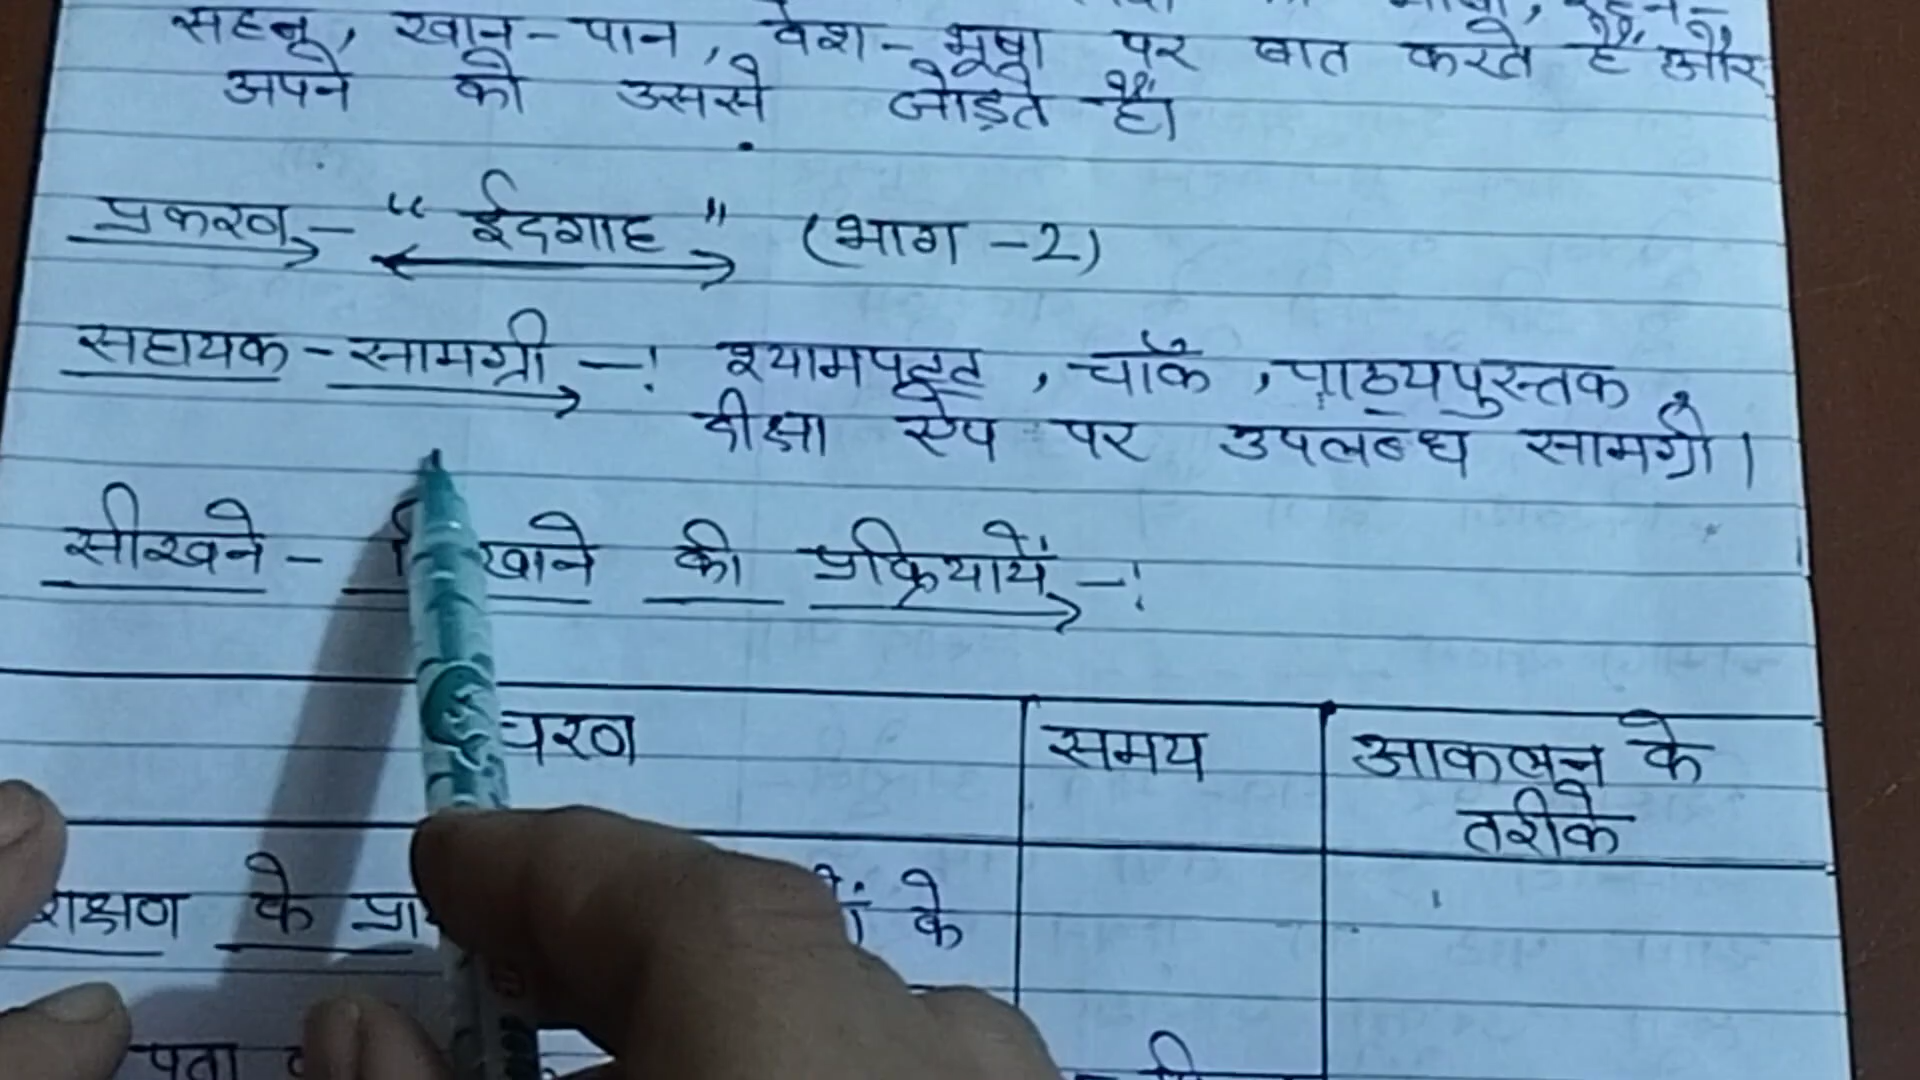 सहन, खान-पान, वेश-भूषा पर बात करते हैं और
अपने को उससे जोड़ते हैं।
प्रकरण - "ईदगाह" (भाग -2)
सहायक - सामग्री -: श्यामपट्ट, चॉक, पाठ्यपुस्तक,
दीक्षा ऐप पर उपलब्ध सामग्री।
सीखने - खाने की प्रक्रियायें -:
चरण समय आकलन के
तरीके
के के